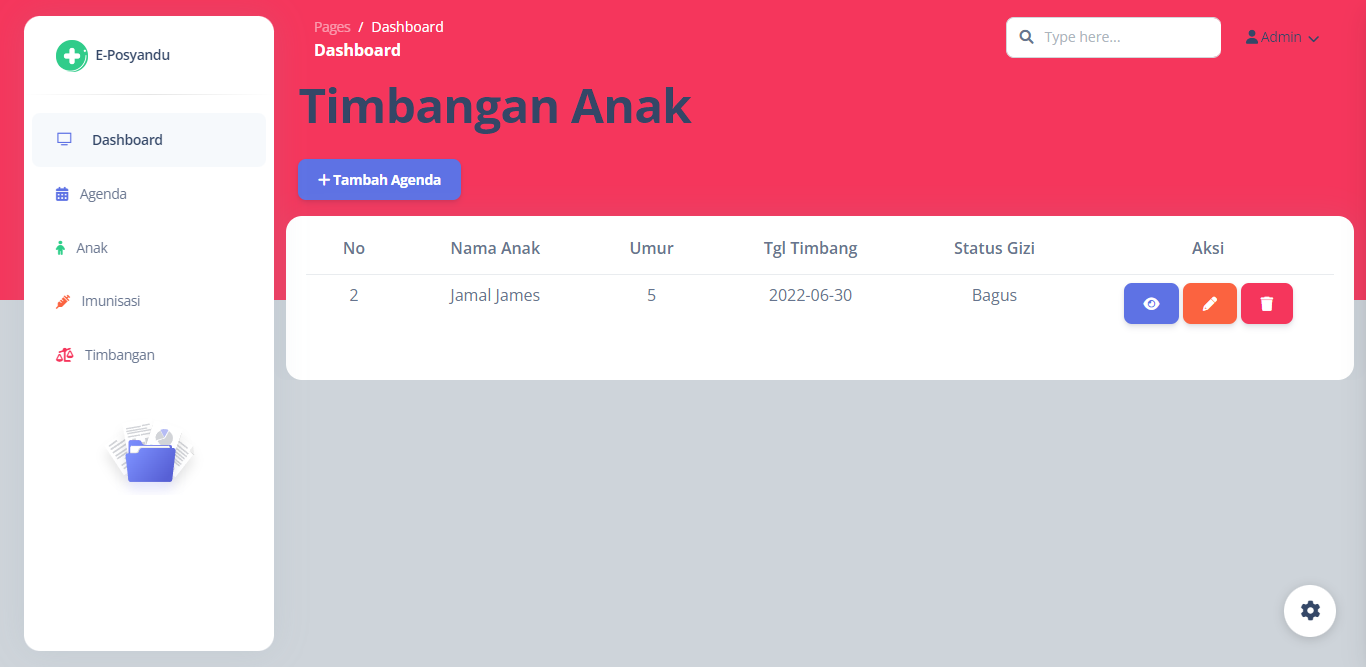 E-Posyandu
Dashboard
Agenda
Anak
Imunisasi
Timbangan
Pages / Dashboard
Dashboard
Type here...
Admin
Timbangan Anak
Tambah Agenda
No Nama Anak Umur Tgl Timbang Status Gizi Aksi
2 Jamal James 5 2022-06-30 Bagus